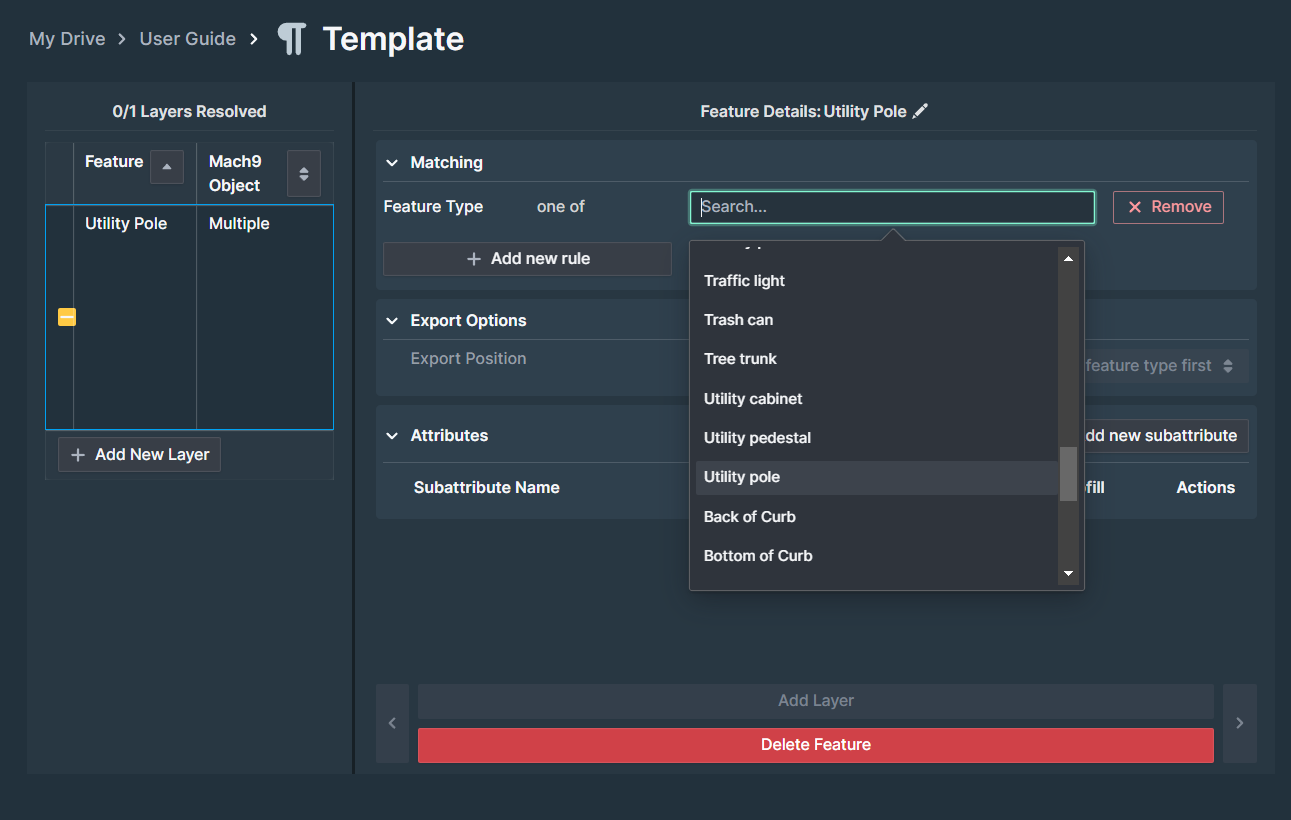 My Drive > User Guide > ¶ Template
0/1 Layers Resolved
Feature
Mach9
Object
Utility Pole
Multiple
+ Add New Layer
Feature Details: Utility Pole
Matching
Feature Type
one of
Search...
Remove
+ Add new rule
Traffic light
Trash can
Tree trunk
Utility cabinet
Utility pedestal
Utility pole
Back of Curb
Bottom of Curb
Export Options
Export Position
feature type first
Attributes
dd new subattribute
Subattribute Name
fill
Actions
Add Layer
Delete Feature